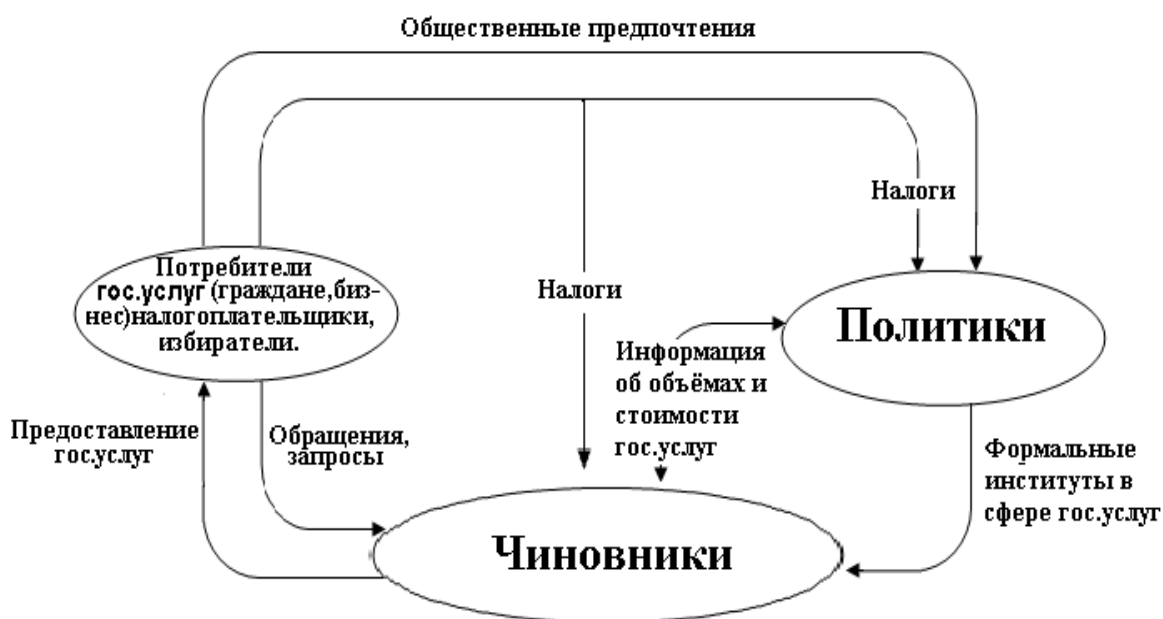 Общественные предпочтения
Налоги
Потребители
гос.услуг (граждане,биз-
нес)налогоплательщики,
избиратели.
Налоги
Политики
Информация
об объёмах и
стоимости
гос.услуг
Предоставление
гос.услуг
Обращения,
запросы
Формальные
институты в
сфере гос.услуг
Чиновники